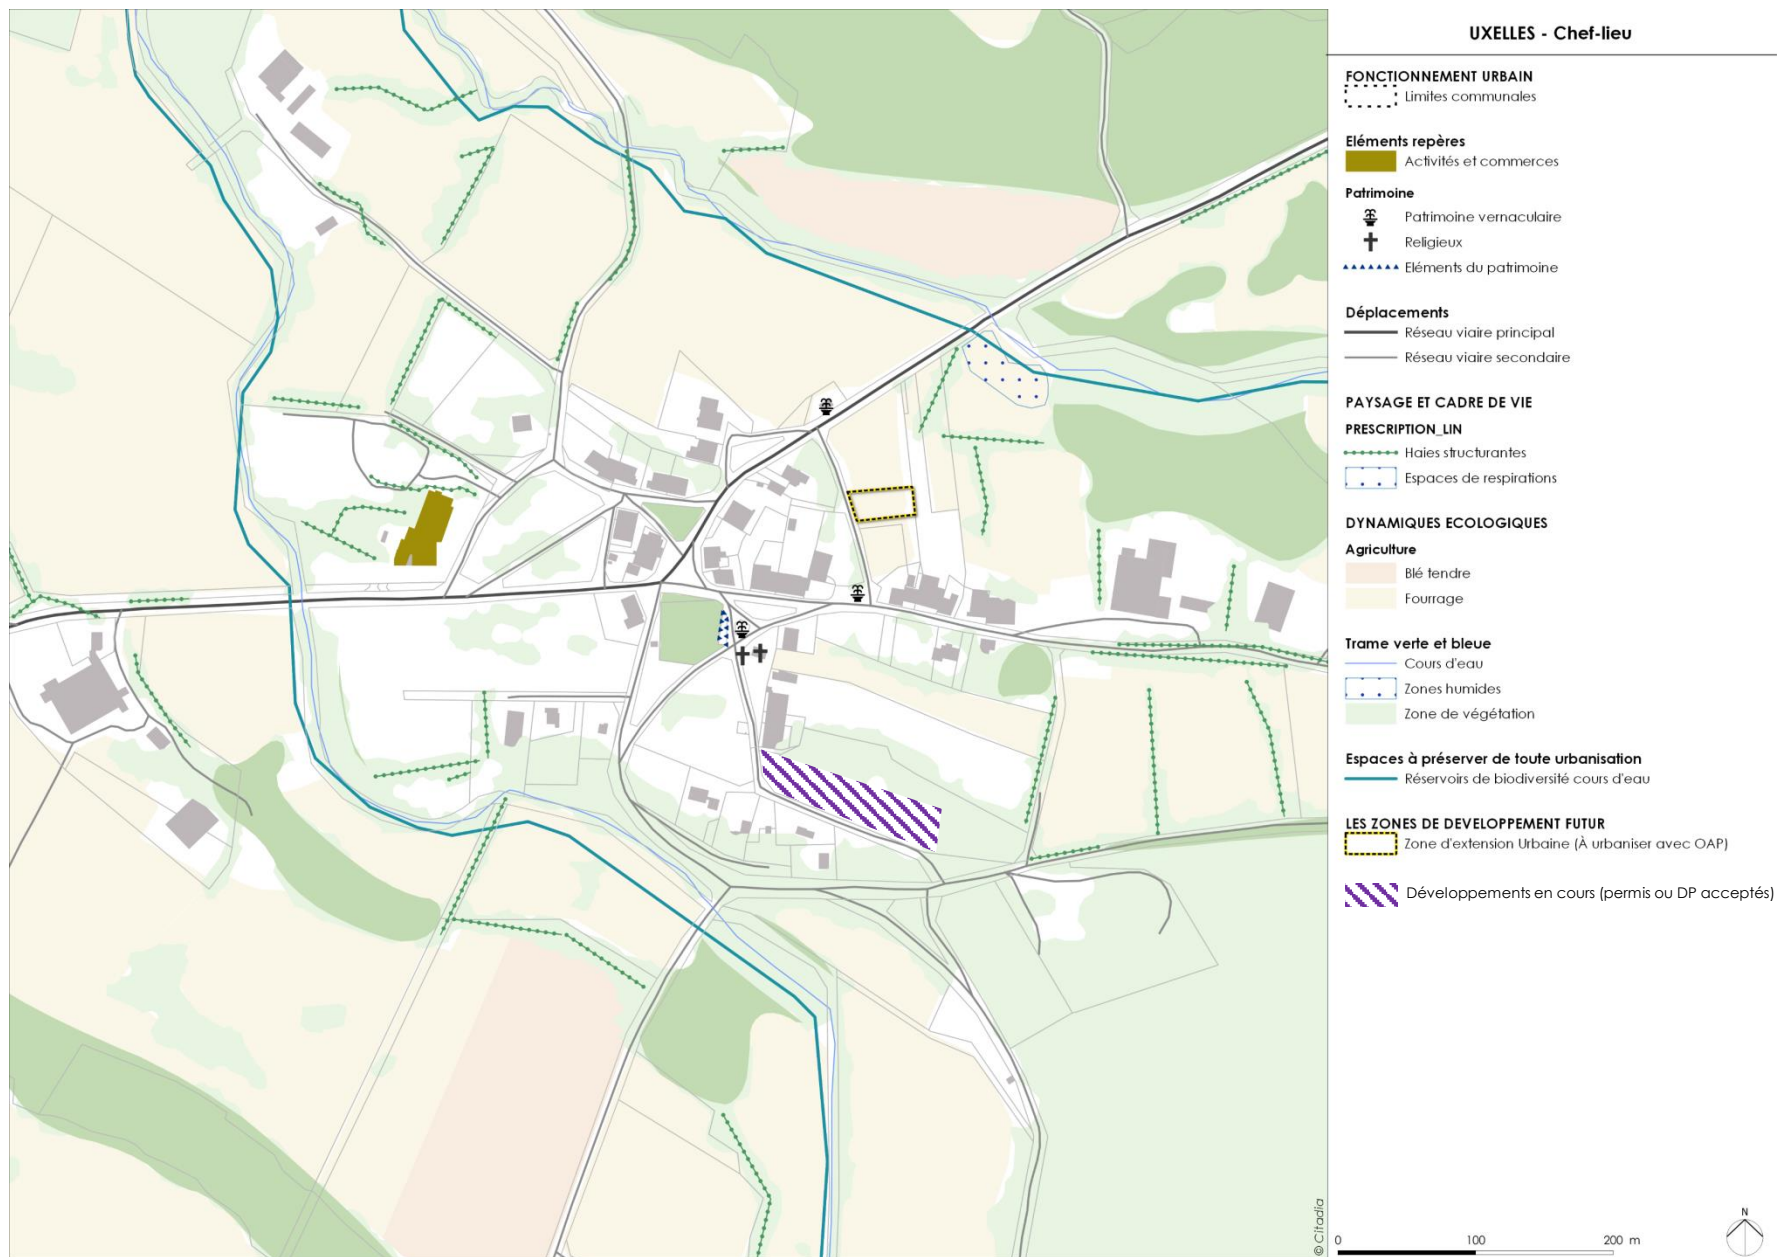 UXELLES - Chef-lieu
FONCTIONNEMENT URBAIN
Limites communales
Eléments repères
Activités et commerces
Patrimoine
Patrimoine vernaculaire
Religieux
Eléments du patrimoine
Déplacements
Réseau viaire principal
Réseau viaire secondaire
PAYSAGE ET CADRE DE VIE
PRESCRIPTION_LIN
Haies structurantes
Espaces de respirations
DYNAMIQUES ECOLOGIQUES
Agriculture
Blé tendre
Fourrage
Trame verte et bleue
Cours d'eau
Zones humides
Zone de végétation
Espaces à préserver de toute urbanisation
Réservoirs de biodiversité cours d'eau
LES ZONES DE DEVELOPPEMENT FUTUR
Zone d'extension Urbaine (À urbaniser avec OAP)
Développements en cours (permis ou DP acceptés)
© Citadia
N
0 100 200 m